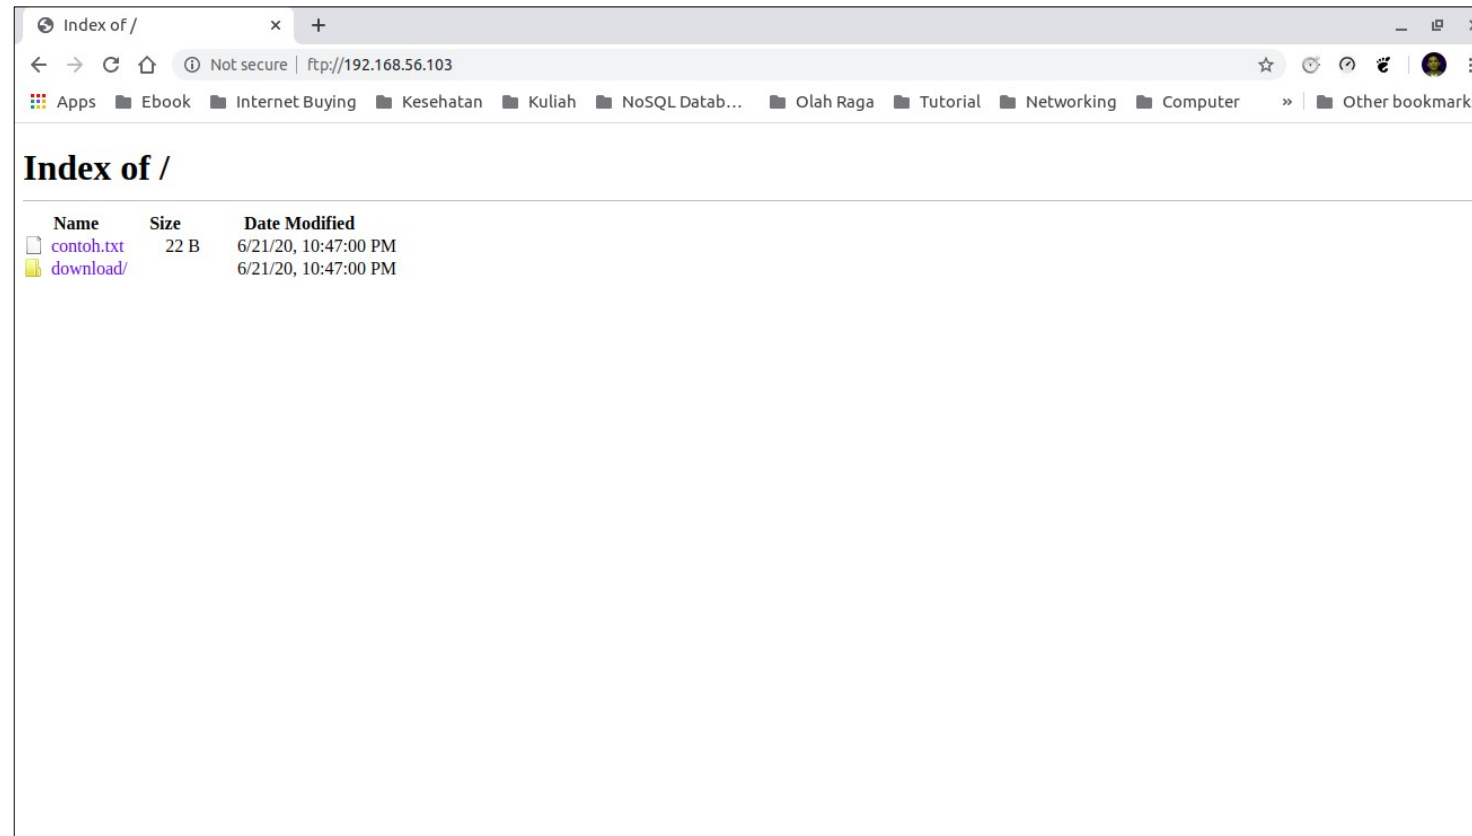 Index of /
Not secure | ftp://192.168.56.103
Apps Ebook Internet Buying Kesehatan Kuliah NoSQL Datab... Olah Raga Tutorial Networking Computer » Other bookmark
Index of /
Name Size Date Modified
contoh.txt 22 B 6/21/20, 10:47:00 PM
download/ 6/21/20, 10:47:00 PM